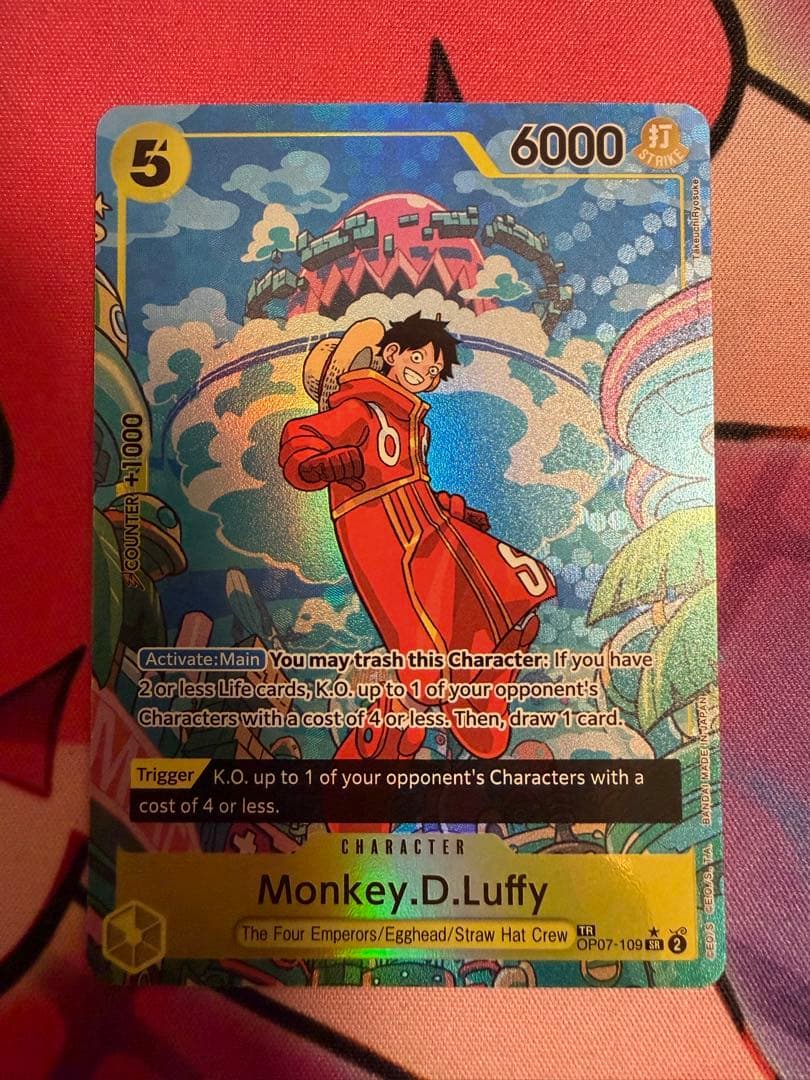 5
6000
打
STRIKE
TakeuchiRyosuke
COUNTER +1000
Activate:Main You may trash this Character: If you have
2 or less Life cards, K.O. up to 1 of your opponent's
Characters with a cost of 4 or less. Then, draw 1 card.
Trigger K.O. up to 1 of your opponent's Characters with a
cost of 4 or less.
CHARACTER
Monkey.D.Luffy
The Four Emperors/Egghead/Straw Hat Crew
TR
OP07-109 SR 2
©E.O./S. ©E.O./S., T.A. BANDAI MADE IN JAPAN